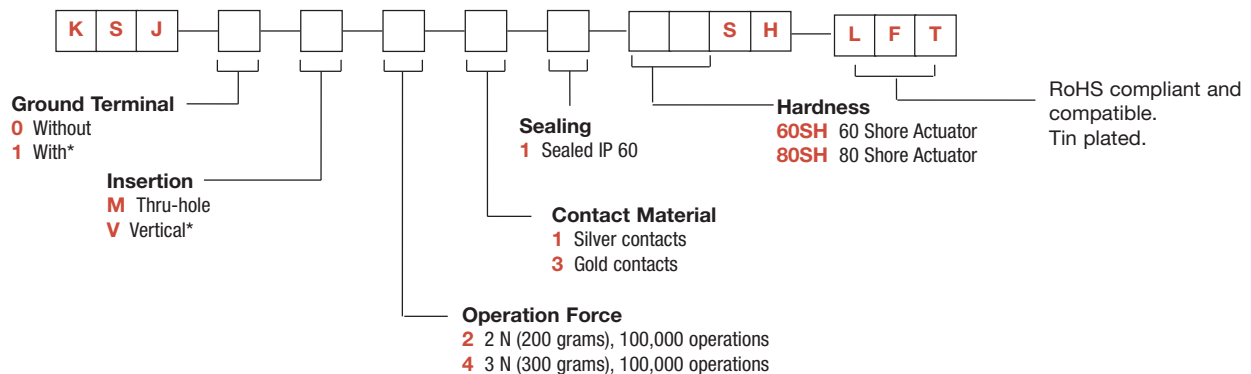 K S J S H L F T
Ground Terminal
0 Without
1 With*
Insertion
M Thru-hole
V Vertical*
Operation Force
2 2 N (200 grams), 100,000 operations
4 3 N (300 grams), 100,000 operations
Contact Material
1 Silver contacts
3 Gold contacts
Sealing
1 Sealed IP 60
Hardness
60SH 60 Shore Actuator
80SH 80 Shore Actuator
RoHS compliant and
compatible.
Tin plated.